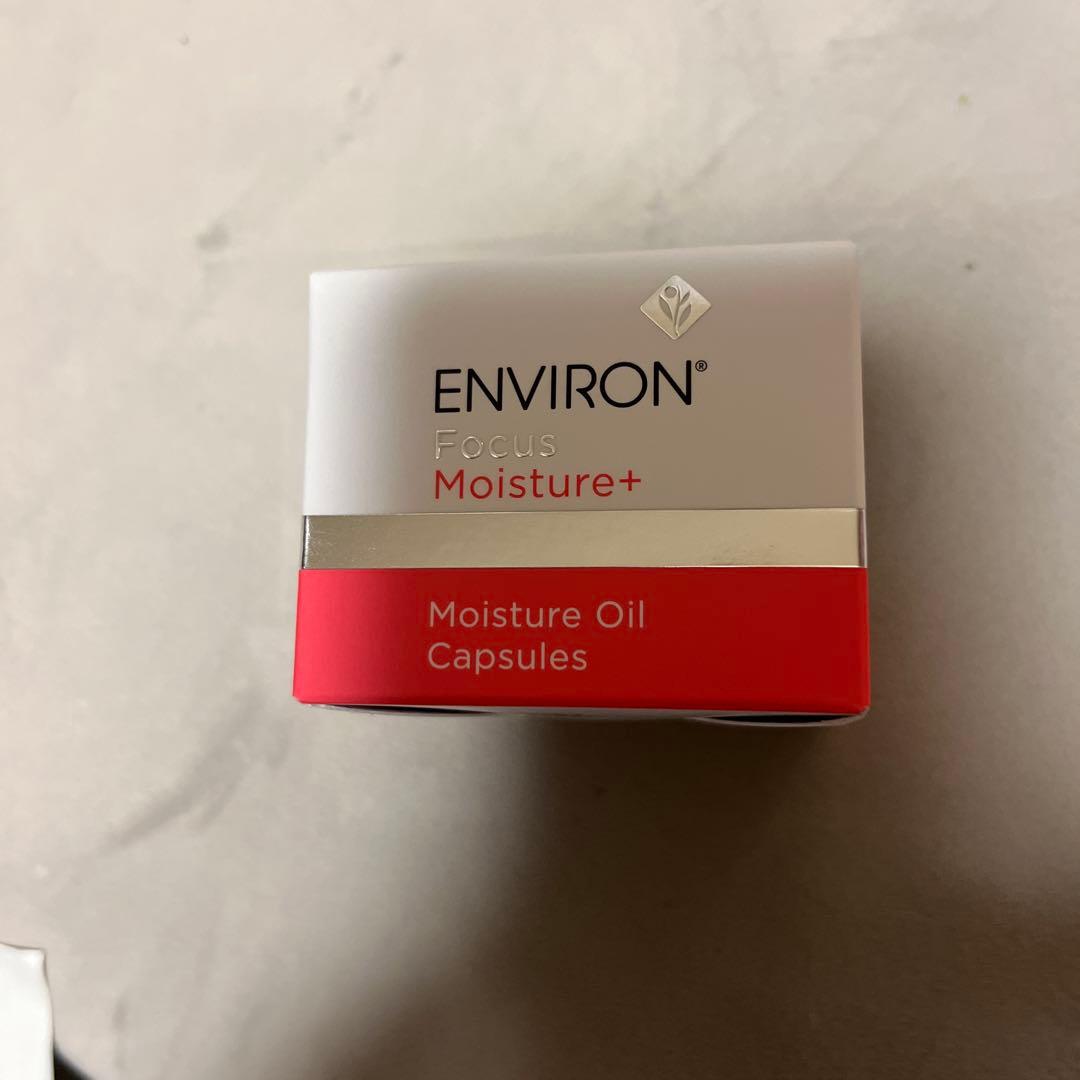 ENVIRON®
Focus
Moisture+
Moisture Oil
Capsules